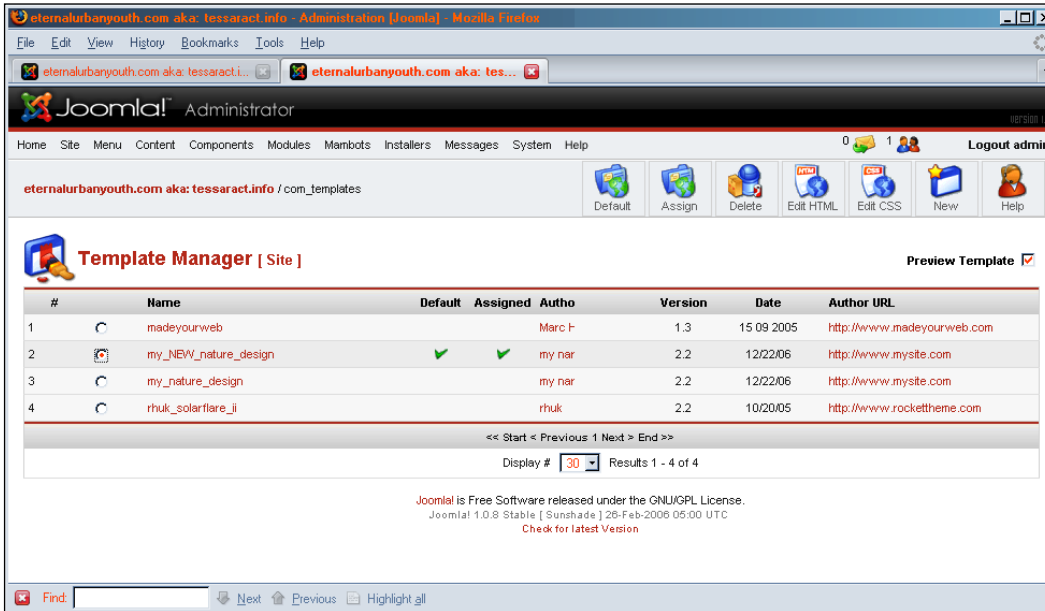 eternalurbanyouth.com aka: tessaract.info - Administration [Joomla] - Mozilla Firefox
File Edit View History Bookmarks Tools Help
eternalurbanyouth.com aka: tessaract.i... eternalurbanyouth.com aka: tes...
Joomla! Administrator
version 1.
Home Site Menu Content Components Modules Mambots Installers Messages System Help 0 1 Logout admin
eternalurbanyouth.com aka: tessaract.info / com_templates
Default Assign Delete Edit HTML Edit CSS New Help
Template Manager [ Site ] Preview Template
# Name Default Assigned Autho Version Date Author URL
1 madeyourweb Marc H 1.3 15 09 2005 http://www.madeyourweb.com
2 my_NEW_nature_design my nar 2.2 12/22/06 http://www.mysite.com
3 my_nature_design my nar 2.2 12/22/06 http://www.mysite.com
4 rhuk_solarflare_ii rhuk 2.2 10/20/05 http://www.rockettheme.com
<< Start < Previous 1 Next > End >>
Display # 30 Results 1 - 4 of 4
Joomla! is Free Software released under the GNU/GPL License.
Joomla! 1.0.8 Stable [ Sunshade ] 26-Feb-2006 05:00 UTC
Check for latest Version
Find: Next Previous Highlight all